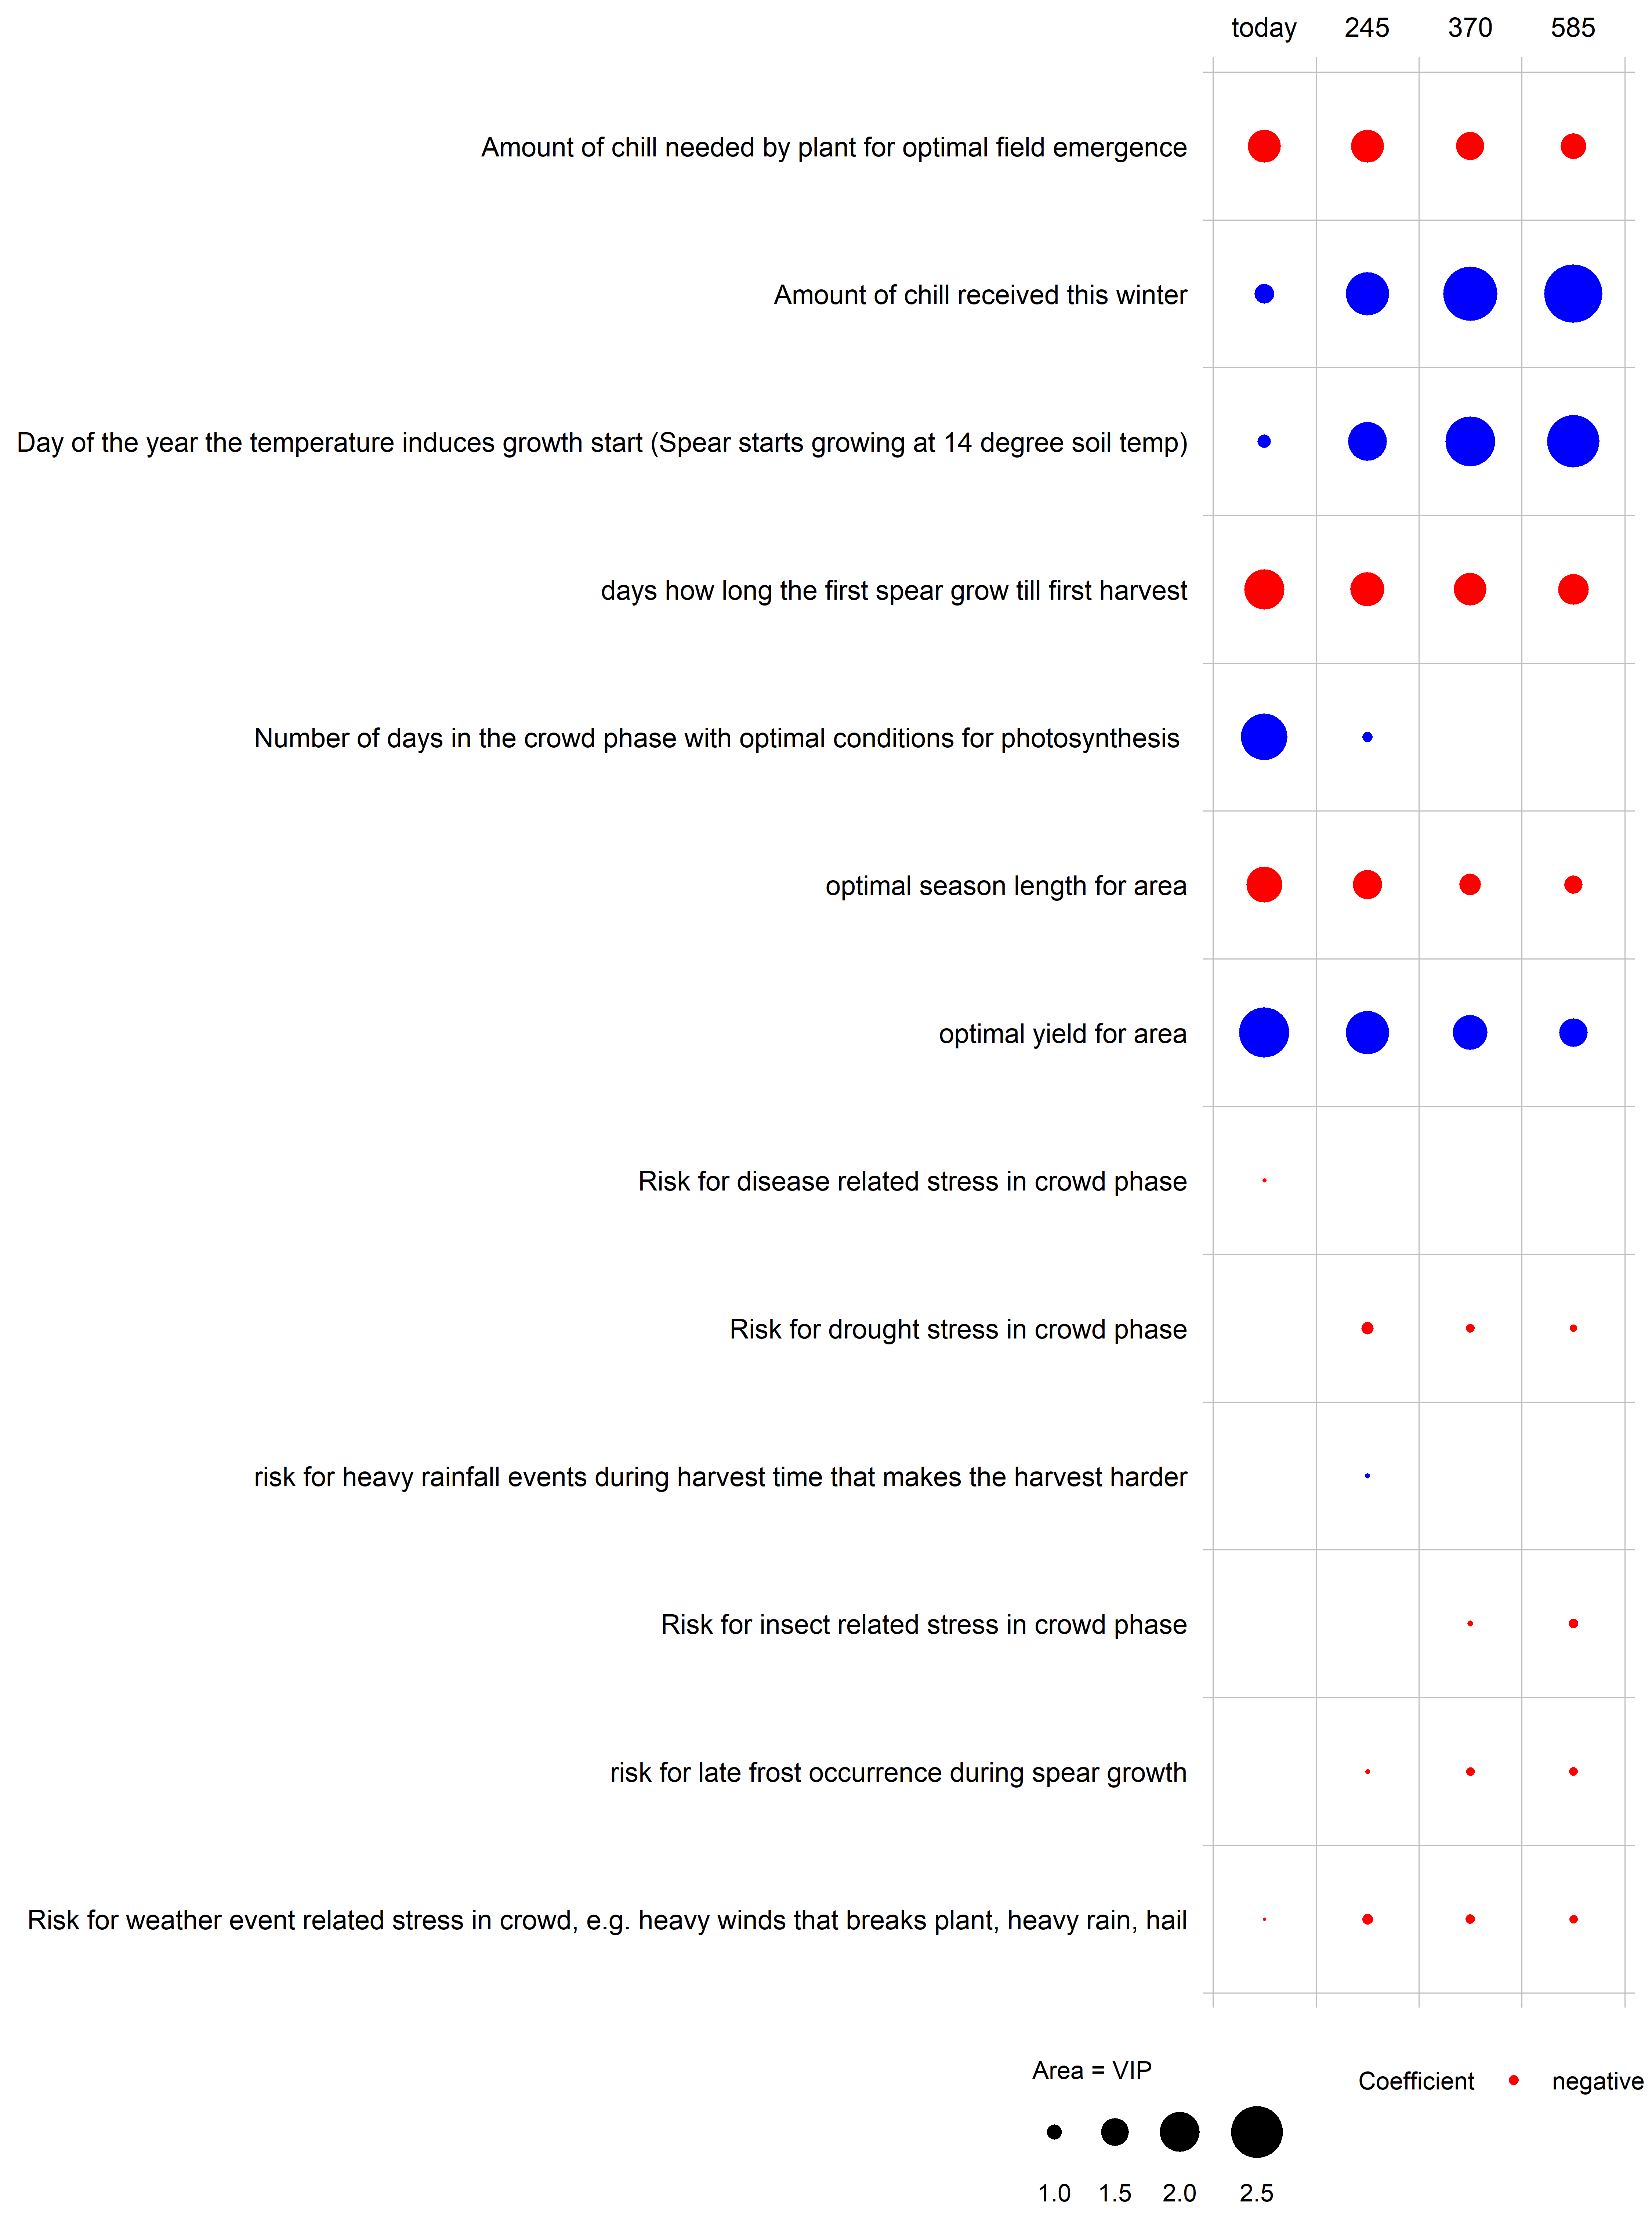 today 245 370 585
Amount of chill needed by plant for optimal field emergence
Amount of chill received this winter
Day of the year the temperature induces growth start (Spear starts growing at 14 degree soil temp)
days how long the first spear grow till first harvest
Number of days in the crowd phase with optimal conditions for photosynthesis
optimal season length for area
optimal yield for area
Risk for disease related stress in crowd phase
Risk for drought stress in crowd phase
risk for heavy rainfall events during harvest time that makes the harvest harder
Risk for insect related stress in crowd phase
risk for late frost occurrence during spear growth
Risk for weather event related stress in crowd, e.g. heavy winds that breaks plant, heavy rain, hail
Area = VIP
1.0 1.5 2.0 2.5
Coefficient negative